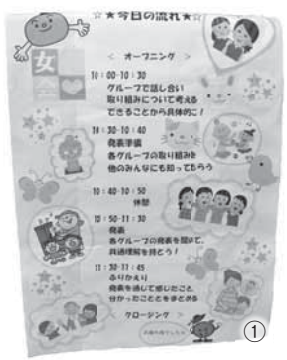 ☆★今日の流れ★☆
女
会
< オープニング >
10:00-10:30
グループで話し合い
取り組みについて考える
できることから具体的に!
10:30-10:40
発表準備
各グループの取り組みを
他のみんなにも知ってもらう
10:40-10:50
休憩
10:50-11:30
発表
各グループの発表を聞いて、
共通理解を持とう!
11:30-11:45
ふりかえり
発表を通して感じたこと、
分かったことをまとめる
クロージング >
①